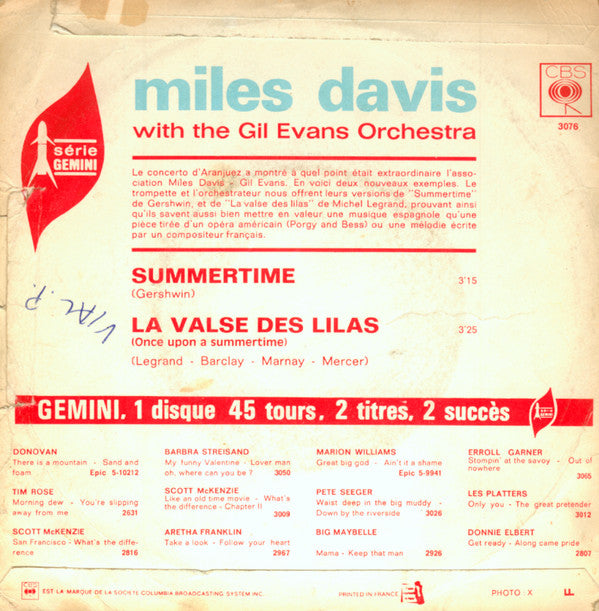 miles davis
with the Gil Evans Orchestra
CBS
3076
série
GEMINI
Le concerto d'Aranjuez a montré à quel point était extraordinaire l'asso-
ciation Miles Davis - Gil Evans. En voici deux nouveaux exemples. Le
trompette et l'orchestrateur nous offrent leurs versions de "Summertime"
de Gershwin, et de "La valse des lilas" de Michel Legrand, prouvant ainsi
qu'ils savent aussi bien mettre en valeur une musique espagnole qu'une
pièce tirée d'un opéra américain (Porgy and Bess) ou une mélodie écrite
par un compositeur français.
SUMMERTIME 3'15
(Gershwin)
LA VALSE DES LILAS 3'25
(Once upon a summertime)
(Legrand - Barclay - Marnay - Mercer)
VIAL. P.
GEMINI. 1 disque 45 tours. 2 titres. 2 succès
DONOVAN
There is a mountain - Sand and
foam Epic 5-10212
TIM ROSE
Morning dew - You're slipping
away from me 2631
SCOTT McKENZIE
San Francisco - What's the diffe-
rence 2816
BARBRA STREISAND
My funny Valentine - Lover man
oh, where can you be ? 3050
SCOTT McKENZIE
Like an old time movie - What's
the difference - Chapter II 3009
ARETHA FRANKLIN
Take a look - Follow your heart
2967
MARION WILLIAMS
Great big god - Ain't it a shame
Epic 5-9941
PETE SEEGER
Waist deep in the big muddy -
Down by the riverside 3026
BIG MAYBELLE
Mama - Keep that man 2926
ERROLL GARNER
Stompin' at the savoy - Out of
nowhere 3065
LES PLATTERS
Only you - The great pretender
3012
DONNIE ELBERT
Get ready - Along came pride
2807
CBS EST LA MARQUE DE LA SOCIETE COLUMBIA BROADCASTING SYSTEM INC. PRINTED IN FRANCE PHOTO · X